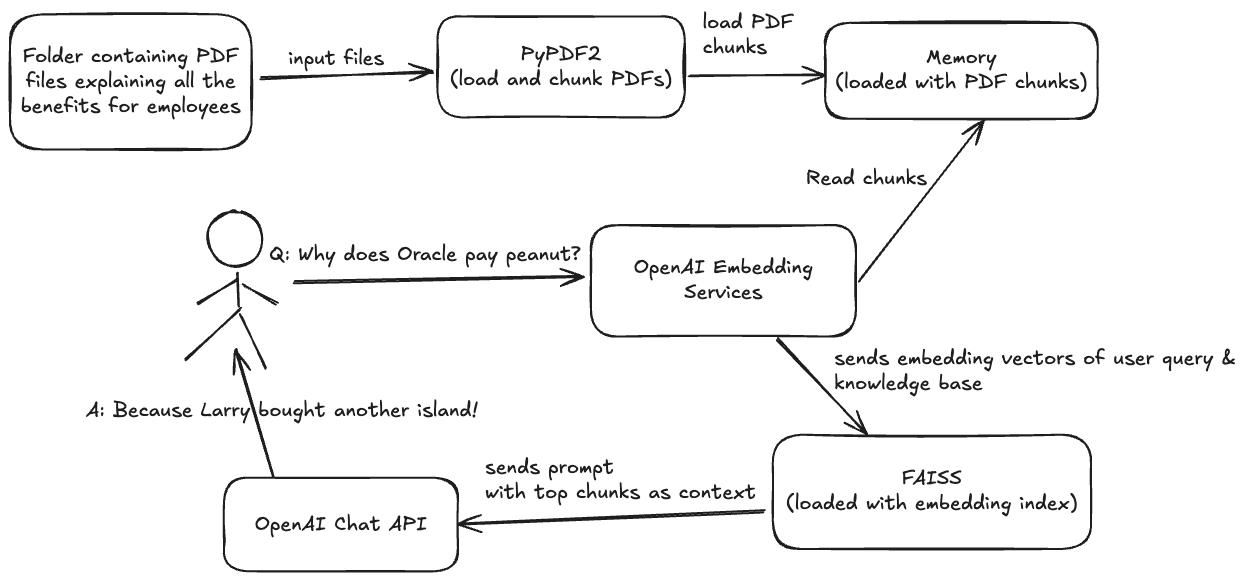 Folder containing PDF
files explaining all the
benefits for employees
input files
PyPDF2
(load and chunk PDFs)
load PDF
chunks
Memory
(loaded with PDF chunks)
Read chunks
Q: Why does Oracle pay peanut?
OpenAI Embedding
Services
sends embedding vectors of user query &
knowledge base
A: Because Larry bought another island!
sends prompt
with top chunks as context
FAISS
(loaded with embedding index)
OpenAI Chat API